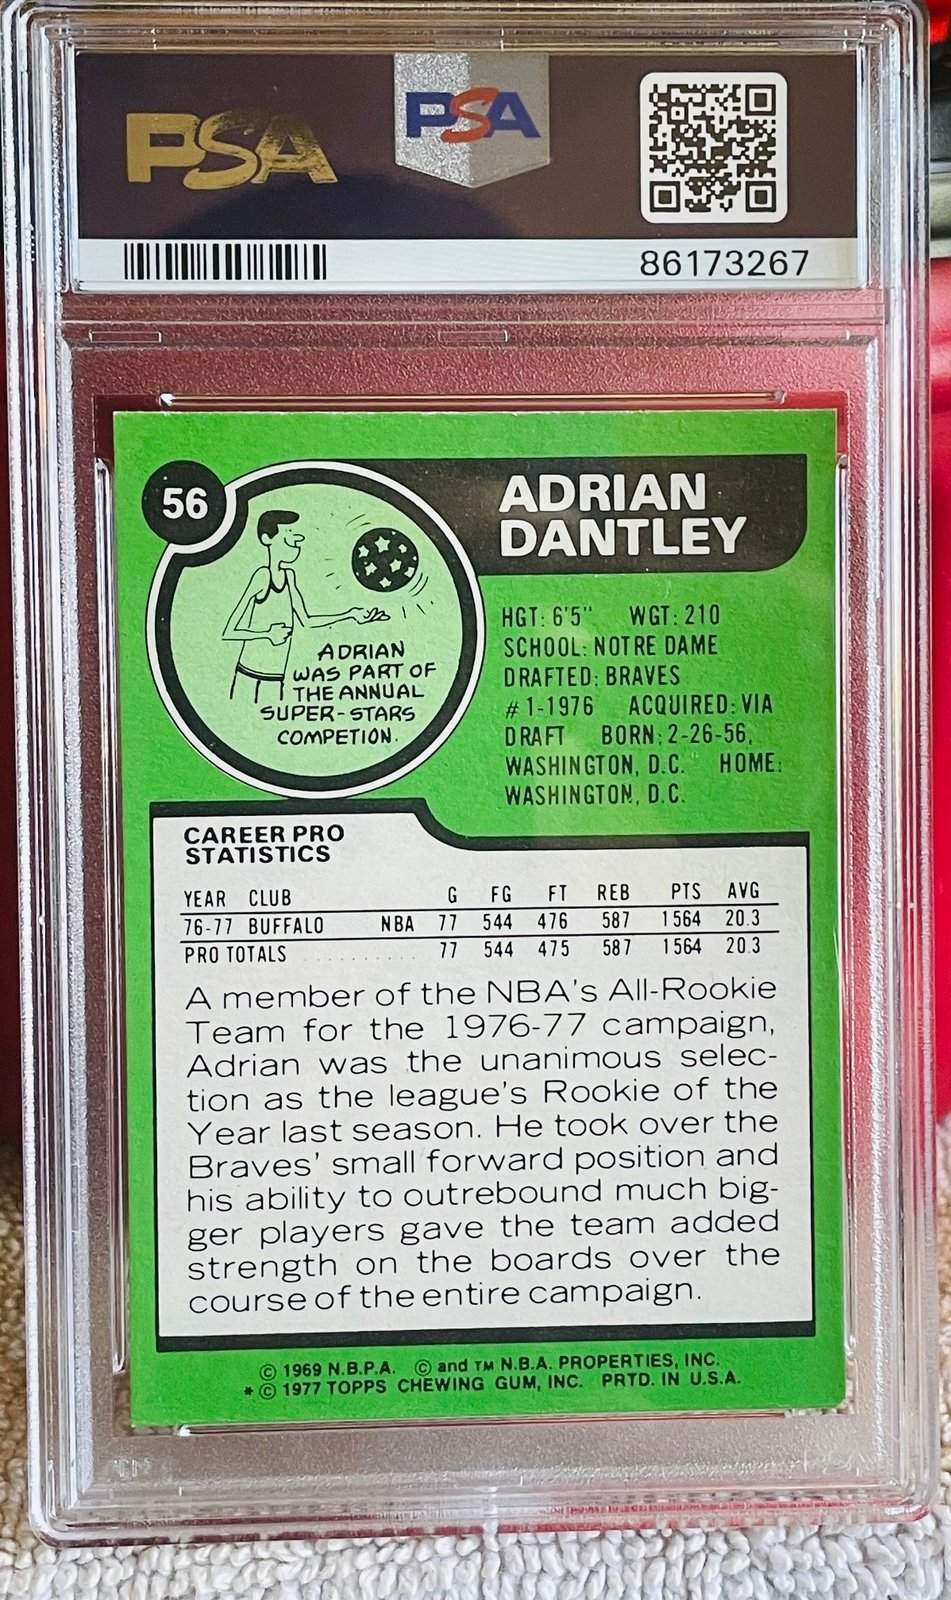 PSA
PSA
86173267
56
ADRIAN
DANTLEY
ADRIAN
WAS PART OF
THE ANNUAL
SUPER-STARS
COMPETION.
HGT: 6'5" WGT: 210
SCHOOL: NOTRE DAME
DRAFTED: BRAVES
#1-1976 ACQUIRED: VIA
DRAFT BORN: 2-26-56,
WASHINGTON, D.C. HOME:
WASHINGTON, D.C.
CAREER PRO
STATISTICS
YEAR CLUB G FG FT REB PTS AVG
76-77 BUFFALO NBA 77 544 476 587 1564 20.3
PRO TOTALS . . . . . . . . . . . 77 544 475 587 1564 20.3
A member of the NBA's All-Rookie
Team for the 1976-77 campaign,
Adrian was the unanimous selec-
tion as the league's Rookie of the
Year last season. He took over the
Braves' small forward position and
his ability to outrebound much big-
ger players gave the team added
strength on the boards over the
course of the entire campaign.
© 1969 N.B.P.A. © and TM N.B.A. PROPERTIES, INC.
* © 1977 TOPPS CHEWING GUM, INC. PRTD. IN U.S.A.